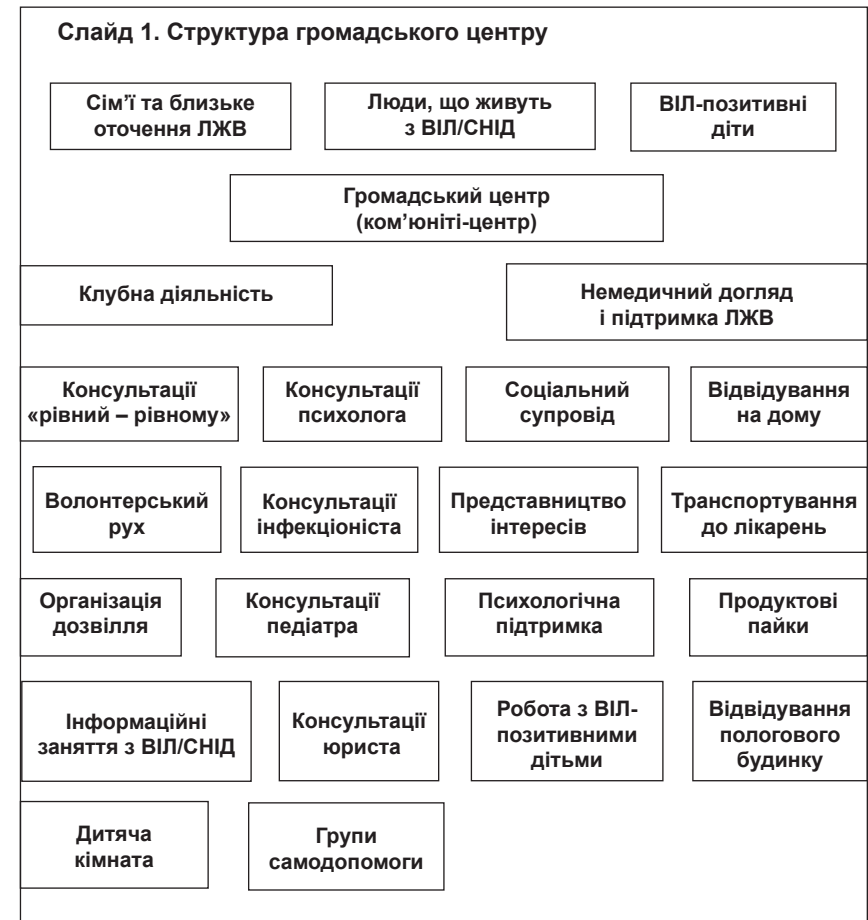 Слайд 1. Структура громадського центру
Сім’ї та близьке
оточення ЛЖВ
Люди, що живуть
з ВІЛ/СНІД
ВІЛ-позитивні
діти
Громадський центр
(ком’юніті-центр)
Клубна діяльність
Немедичний догляд
і підтримка ЛЖВ
Консультації
«рівний – рівному»
Консультації
психолога
Соціальний
супровід
Відвідування
на дому
Волонтерський
рух
Консультації
інфекціоніста
Представництво
інтересів
Транспортування
до лікарень
Організація
дозвілля
Консультації
педіатра
Психологічна
підтримка
Продуктові
пайки
Інформаційні
заняття з ВІЛ/СНІД
Консультації
юриста
Робота з ВІЛ-
позитивними
дітьми
Відвідування
пологового
будинку
Дитяча
кімната
Групи
самодопомоги